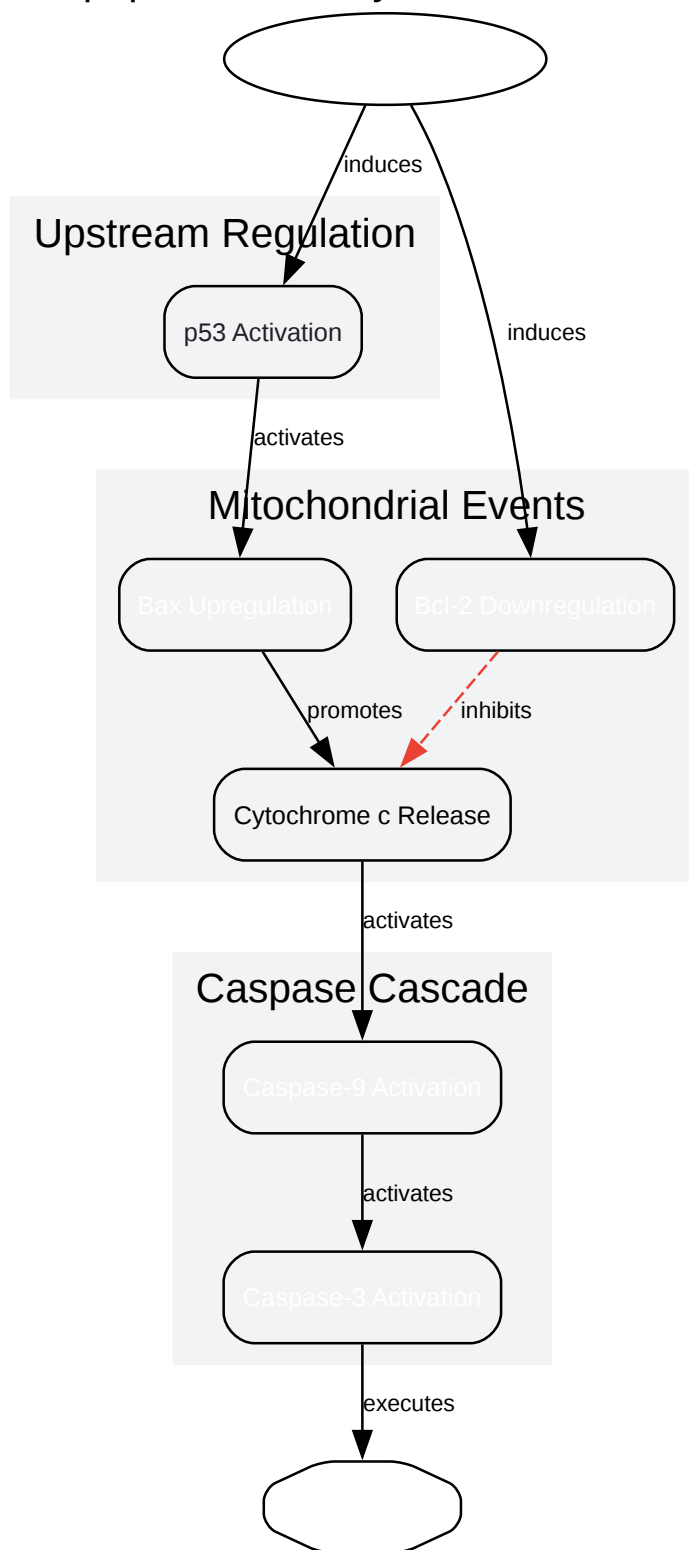 induces
Upstream Regulation
p53 Activation
induces
activates
Mitochondrial Events
Bax Upregulation
Bcl-2 Downregulation
promotes
inhibits
Cytochrome c Release
activates
Caspase Cascade
Caspase-9 Activation
activates
Caspase-3 Activation
executes